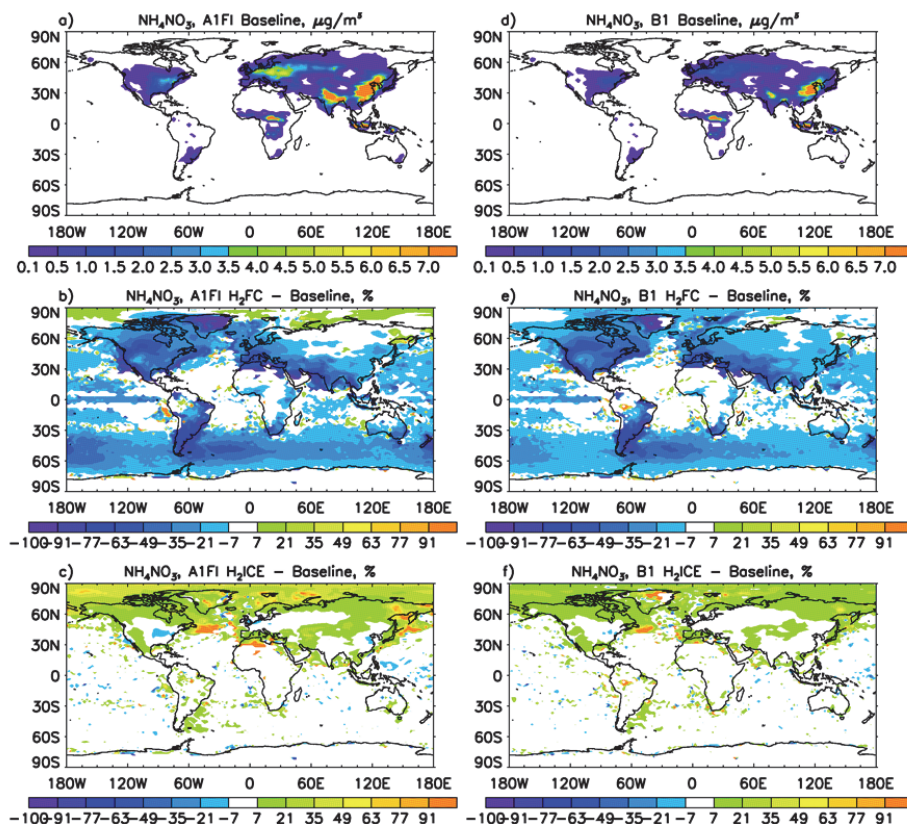 a) NH₄NO₃, A1FI Baseline, μg/m³
90N
60N
30N
0
30S
60S
90S
180W 120W 60W 0 60E 120E 180E
0.1 0.5 1.0 1.5 2.0 2.5 3.0 3.5 4.0 4.5 5.0 5.5 6.0 6.5 7.0
b) NH₄NO₃, A1FI H₂FC − Baseline, %
90N
60N
30N
0
30S
60S
90S
180W 120W 60W 0 60E 120E 180E
−100 −91 −77 −63 −49 −35 −21 −7 7 21 35 49 63 77 91
c) NH₄NO₃, A1FI H₂ICE − Baseline, %
90N
60N
30N
0
30S
60S
90S
180W 120W 60W 0 60E 120E 180E
−100 −91 −77 −63 −49 −35 −21 −7 7 21 35 49 63 77 91
d) NH₄NO₃, B1 Baseline, μg/m³
90N
60N
30N
0
30S
60S
90S
180W 120W 60W 0 60E 120E 180E
0.1 0.5 1.0 1.5 2.0 2.5 3.0 3.5 4.0 4.5 5.0 5.5 6.0 6.5 7.0
e) NH₄NO₃, B1 H₂FC − Baseline, %
90N
60N
30N
0
30S
60S
90S
180W 120W 60W 0 60E 120E 180E
−100 −91 −77 −63 −49 −35 −21 −7 7 21 35 49 63 77 91
f) NH₄NO₃, B1 H₂ICE − Baseline, %
90N
60N
30N
0
30S
60S
90S
180W 120W 60W 0 60E 120E 180E
−100 −91 −77 −63 −49 −35 −21 −7 7 21 35 49 63 77 91